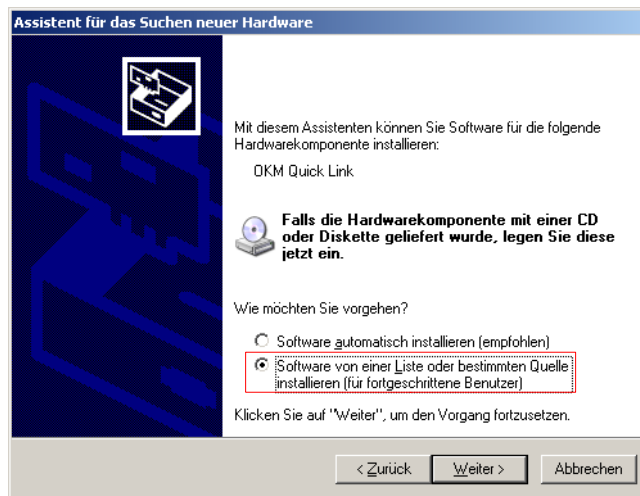 Assistent für das Suchen neuer Hardware
Mit diesem Assistenten können Sie Software für die folgende
Hardwarekomponente installieren:
OKM Quick Link
Falls die Hardwarekomponente mit einer CD
oder Diskette geliefert wurde, legen Sie diese
jetzt ein.
Wie möchten Sie vorgehen?
Software automatisch installieren (empfohlen)
Software von einer Liste oder bestimmten Quelle
installieren (für fortgeschrittene Benutzer)
Klicken Sie auf "Weiter", um den Vorgang fortzusetzen.
< Zurück Weiter > Abbrechen